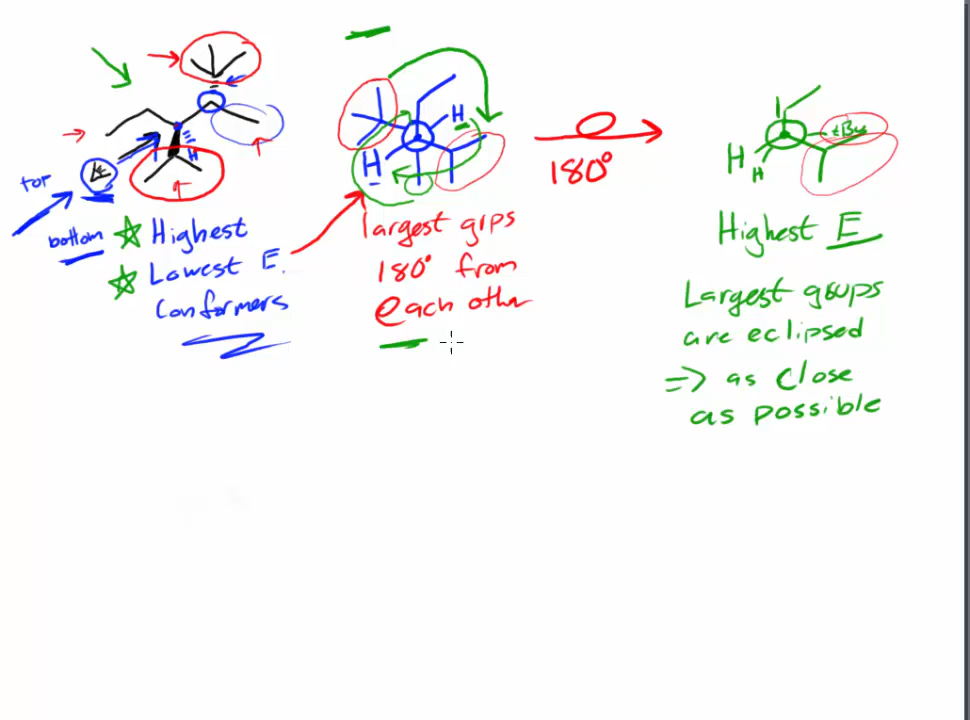 H
top
bottom
Highest
Lowest E.
Conformers
H
H
largest grps
180° from
each other
180°
tBu
H
H
Highest E
Largest goups
are eclipsed
=> as close
as possible